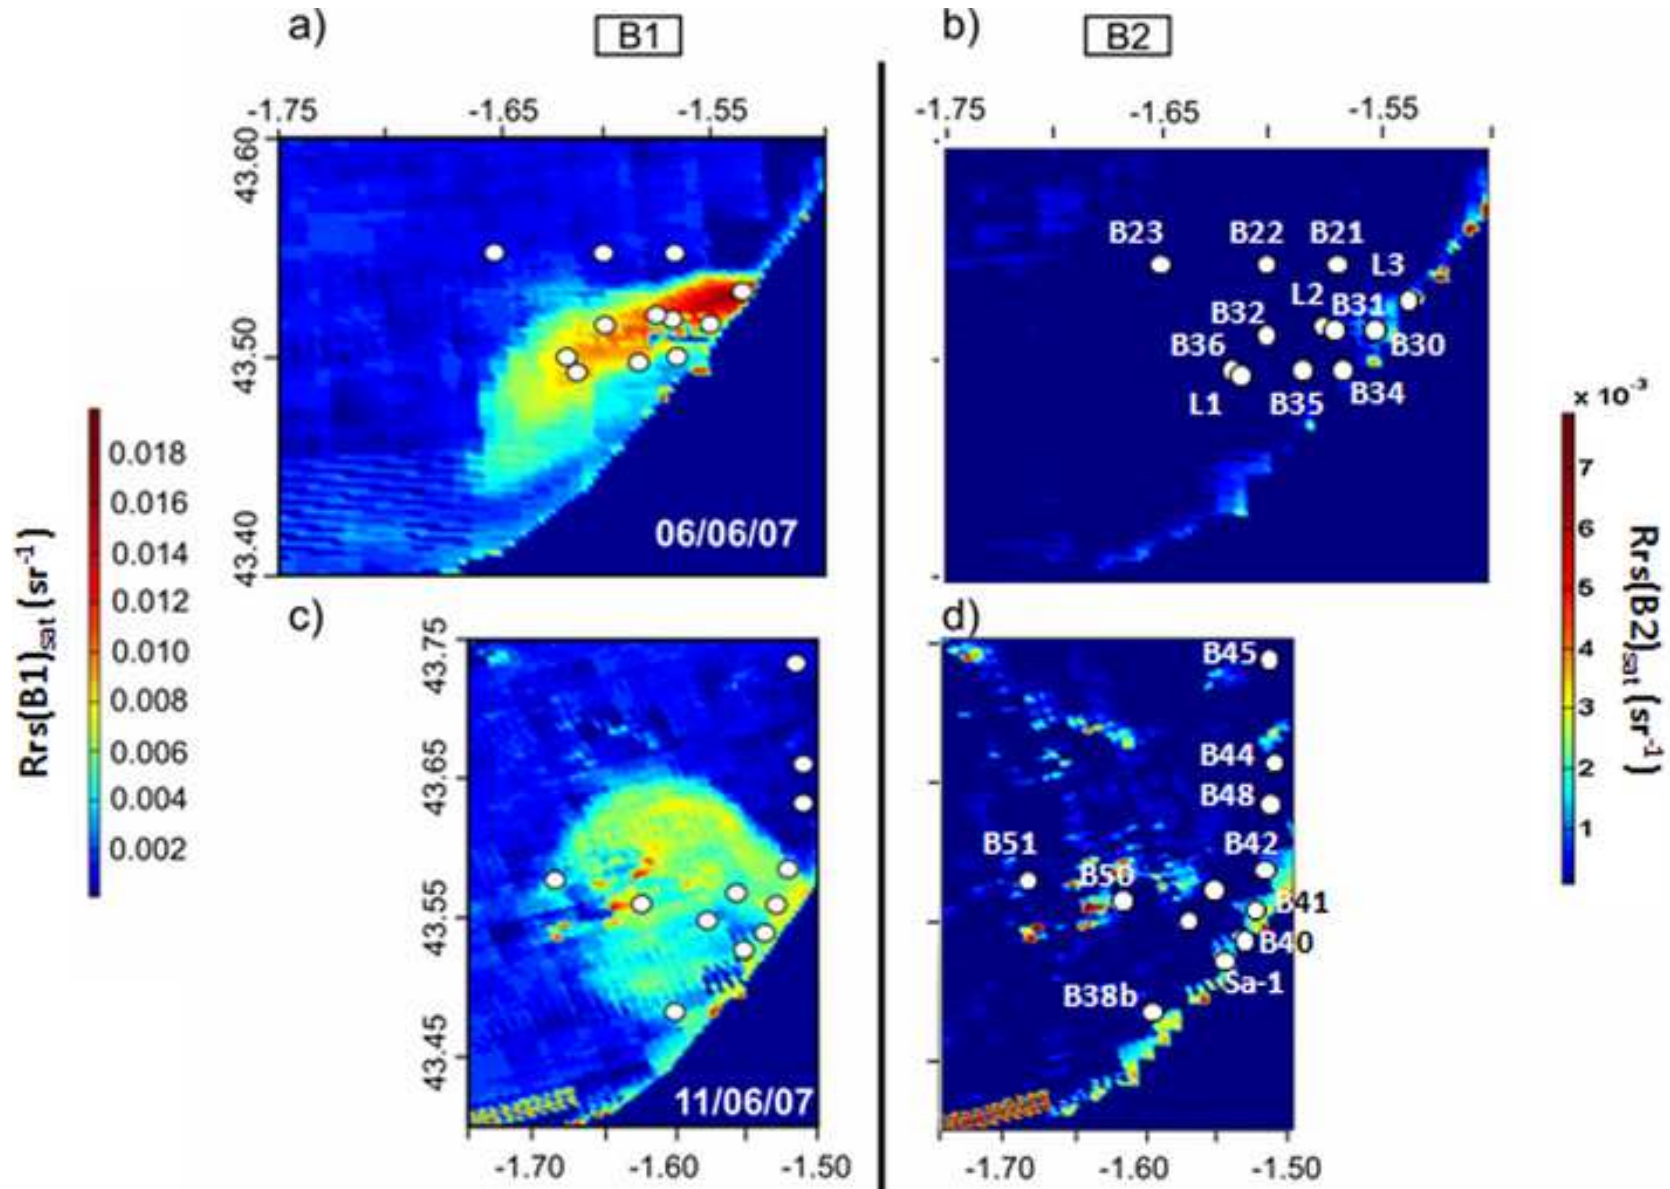 a) B1 b) B2
-1.75 -1.65 -1.55 -1.75 -1.65 -1.55
43.60
43.50
43.40
06/06/07
B23 B22 B21
L3
L2 B31
B32
B36 B30
L1 B35 B34
x 10⁻³
Rrs(B1)sat (sr⁻¹)
0.018
0.016
0.014
0.012
0.010
0.008
0.006
0.004
0.002
7
6
5
4
3
2
1
Rrs(B2)sat (sr⁻¹)
c) d)
43.75
43.65
43.55
43.45
11/06/07
B45
B44
B48
B51 B42
B50
B41
B40
Sa-1
B38b
-1.70 -1.60 -1.50 -1.70 -1.60 -1.50